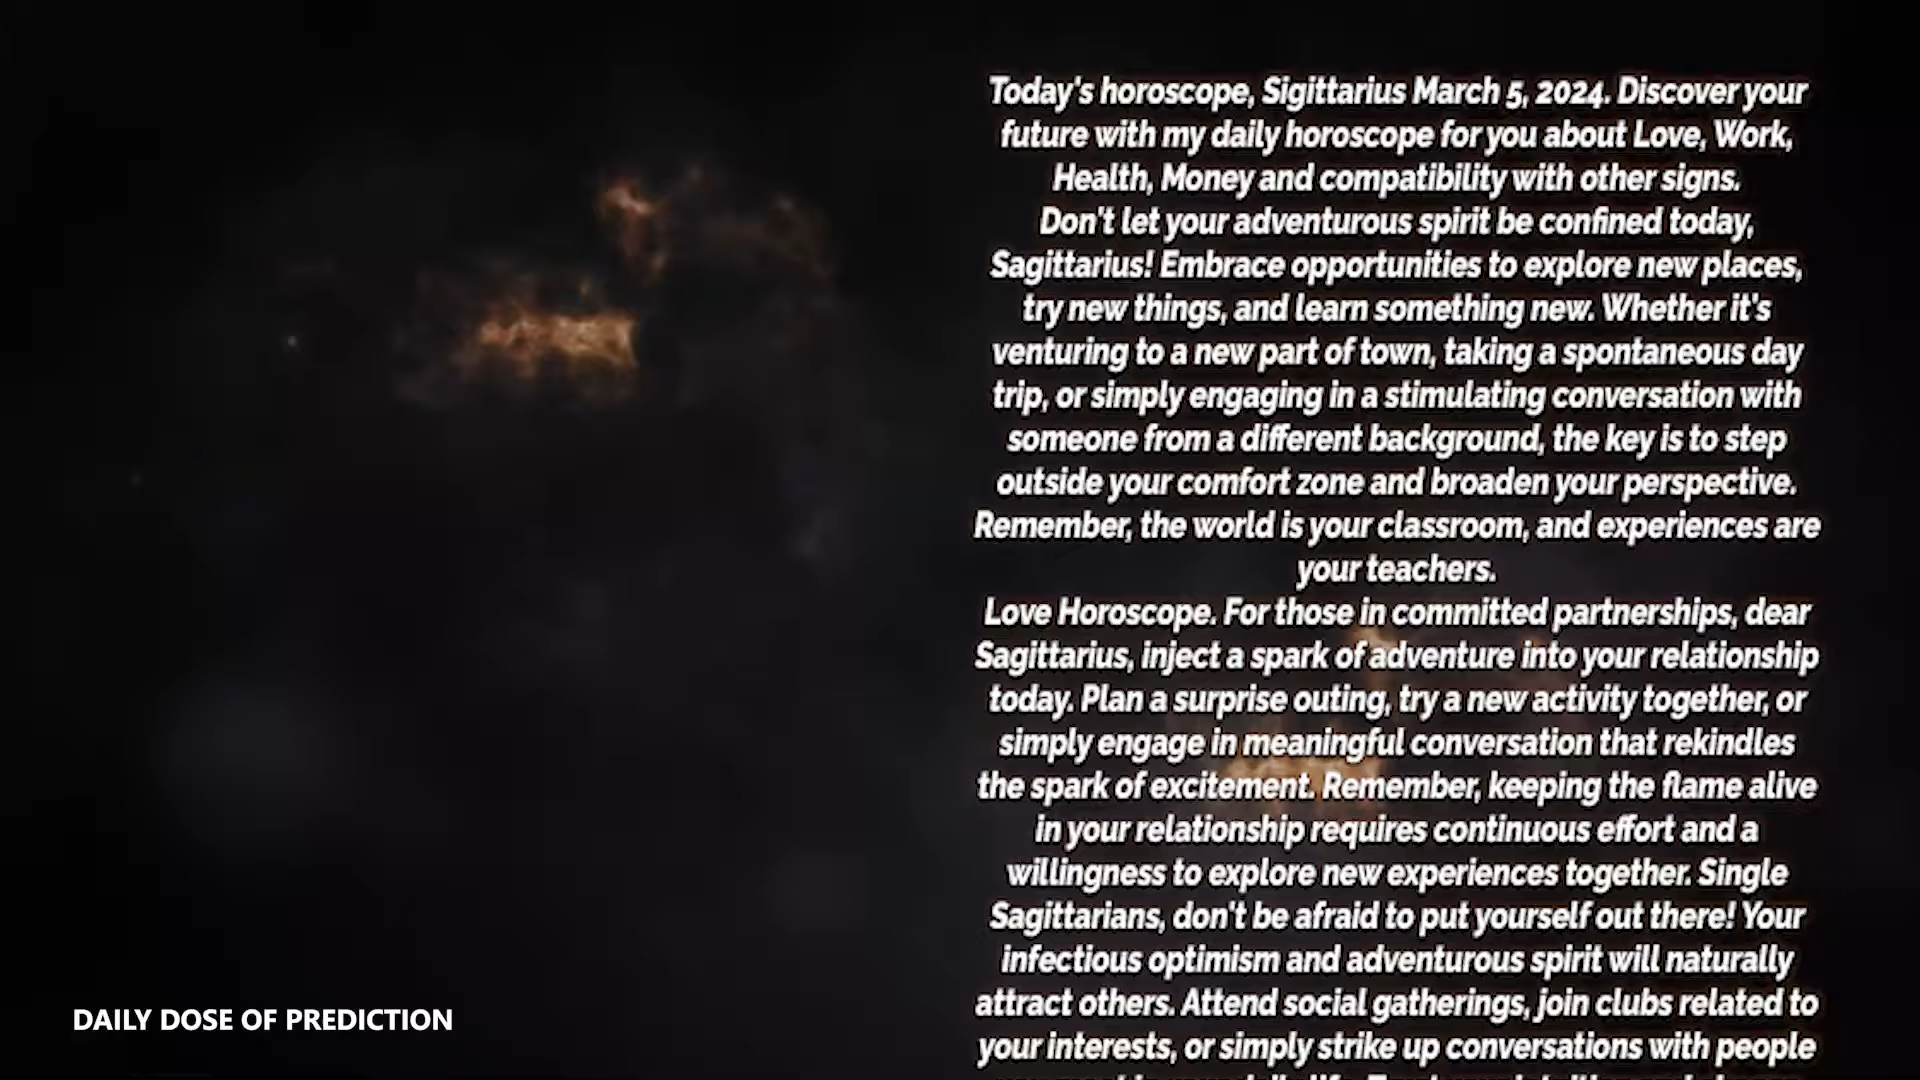 Today's horoscope, Sigittarius March 5, 2024. Discover your
future with my daily horoscope for you about Love, Work,
Health, Money and compatibility with other signs.
Don't let your adventurous spirit be confined today,
Sagittarius! Embrace opportunities to explore new places,
try new things, and learn something new. Whether it's
venturing to a new part of town, taking a spontaneous day
trip, or simply engaging in a stimulating conversation with
someone from a different background, the key is to step
outside your comfort zone and broaden your perspective.
Remember, the world is your classroom, and experiences are
your teachers.
Love Horoscope. For those in committed partnerships, dear
Sagittarius, inject a spark of adventure into your relationship
today. Plan a surprise outing, try a new activity together, or
simply engage in meaningful conversation that rekindles
the spark of excitement. Remember, keeping the flame alive
in your relationship requires continuous effort and a
willingness to explore new experiences together. Single
Sagittarians, don't be afraid to put yourself out there! Your
infectious optimism and adventurous spirit will naturally
attract others. Attend social gatherings, join clubs related to
your interests, or simply strike up conversations with people
DAILY DOSE OF PREDICTION